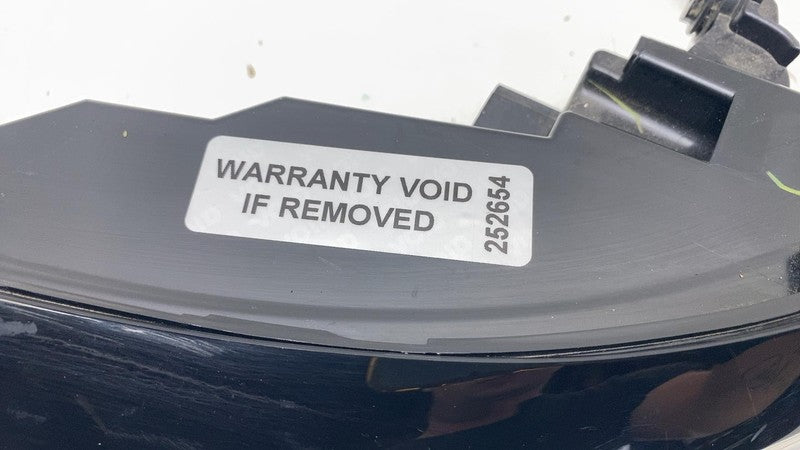 WARRANTY VOID
IF REMOVED
252654